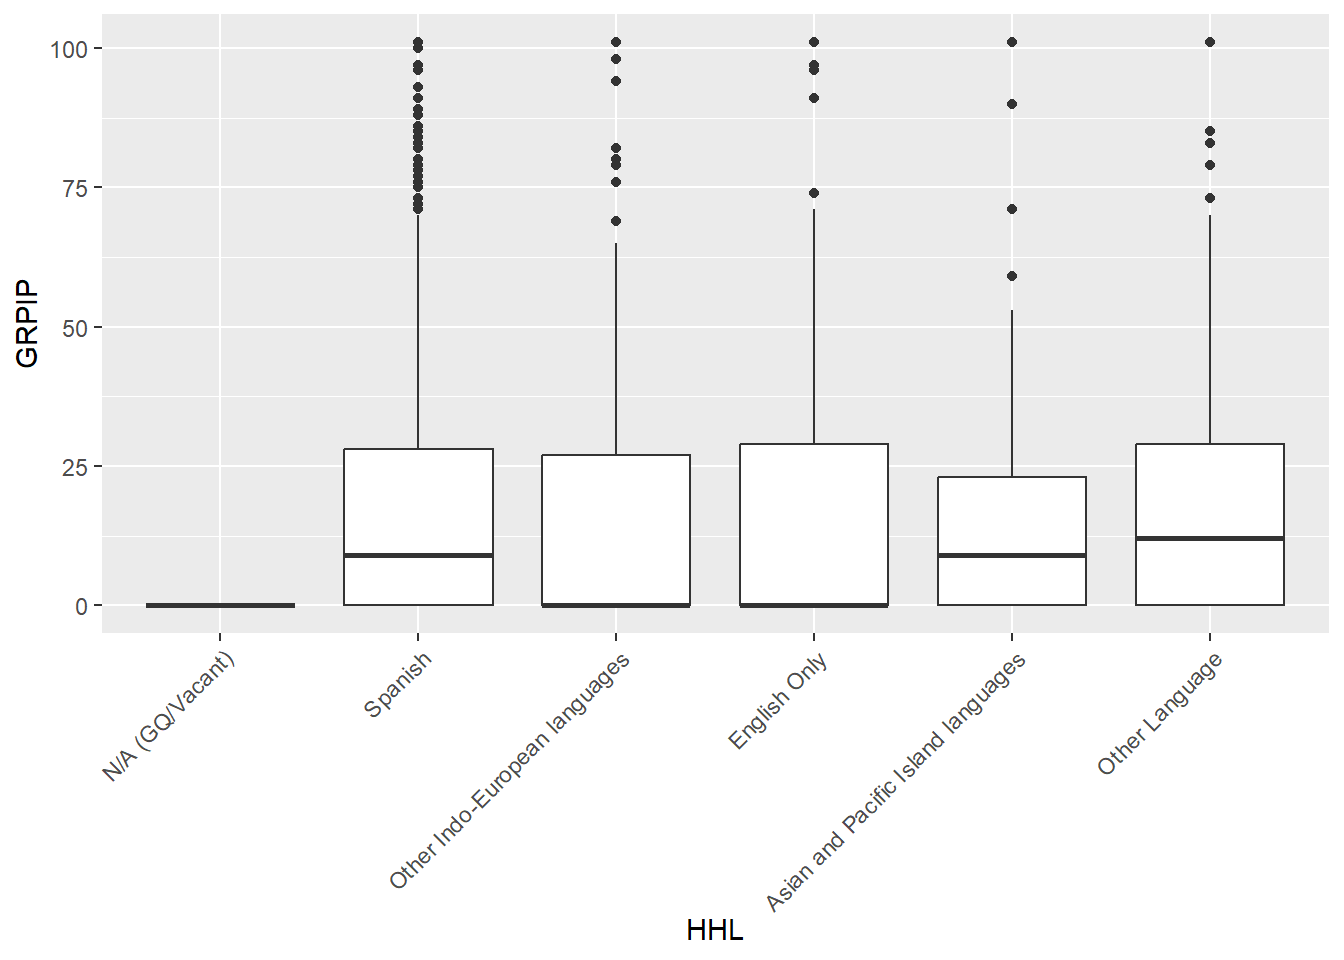 100
75
50
25
0
GRPIP
N/A (GQ/Vacant)
Spanish
Other Indo-European languages
English Only
Asian and Pacific Island languages
Other Language
HHL